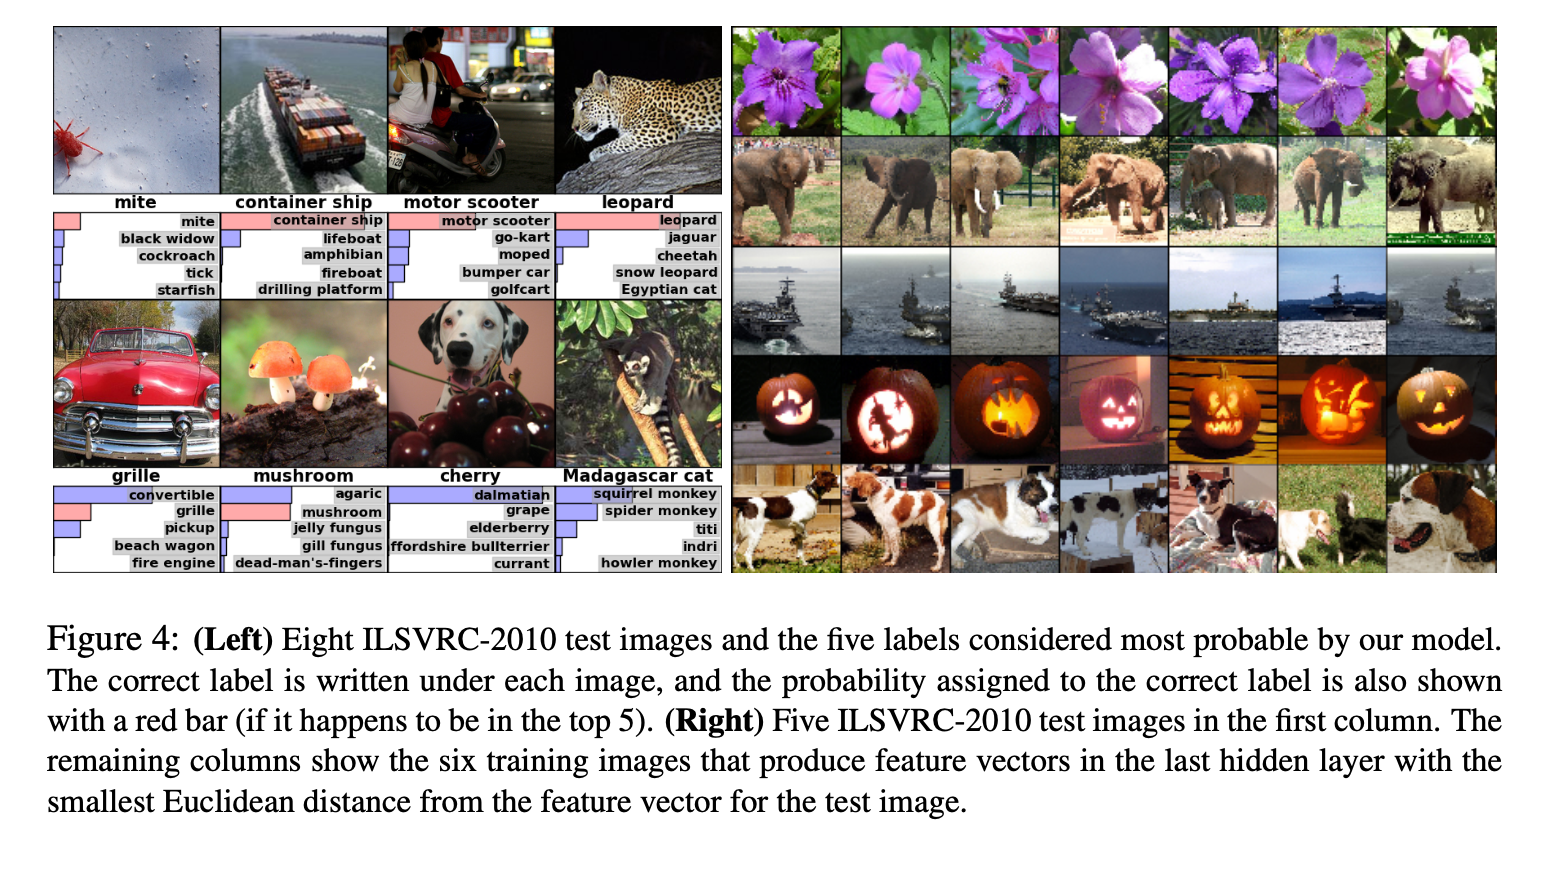 mite
container ship
motor scooter
leopard
mite
black widow
cockroach
tick
starfish
container ship
lifeboat
amphibian
fireboat
drilling platform
motor scooter
go-kart
moped
bumper car
golfcart
leopard
jaguar
cheetah
snow leopard
Egyptian cat
grille
mushroom
cherry
Madagascar cat
convertible
grille
pickup
beach wagon
fire engine
agaric
mushroom
jelly fungus
gill fungus
dead-man's-fingers
dalmatian
grape
elderberry
ffordshire bullterrier
currant
squirrel monkey
spider monkey
titi
indri
howler monkey
Figure 4: (Left) Eight ILSVRC-2010 test images and the five labels considered most probable by our model.
The correct label is written under each image, and the probability assigned to the correct label is also shown
with a red bar (if it happens to be in the top 5). (Right) Five ILSVRC-2010 test images in the first column. The
remaining columns show the six training images that produce feature vectors in the last hidden layer with the
smallest Euclidean distance from the feature vector for the test image.